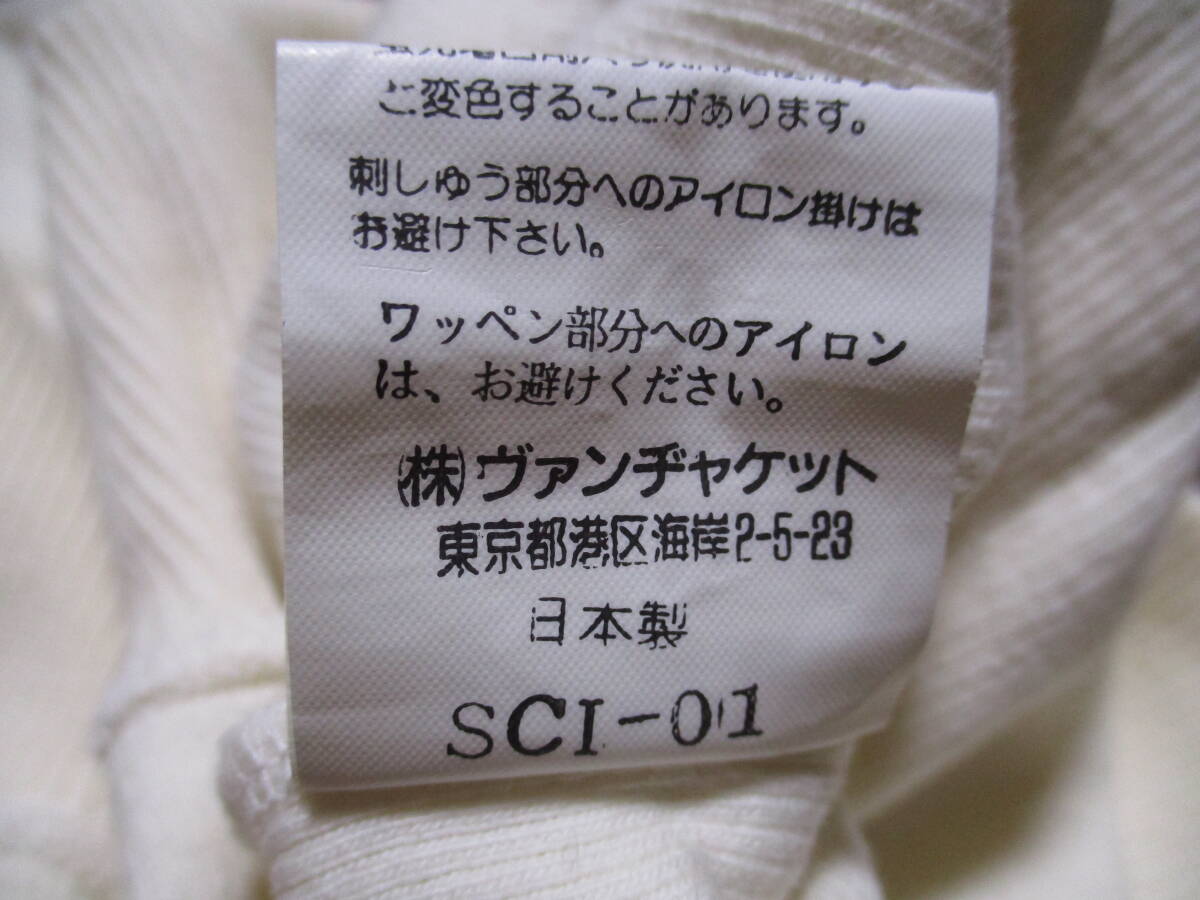 と変色することがあります。
刺しゅう部分へのアイロン掛けは
お避け下さい。
ワッペン部分へのアイロン
は、お避けください。
(株)ヴァンヂャケット
東京都港区海岸2-5-23
日本製
SCI-01